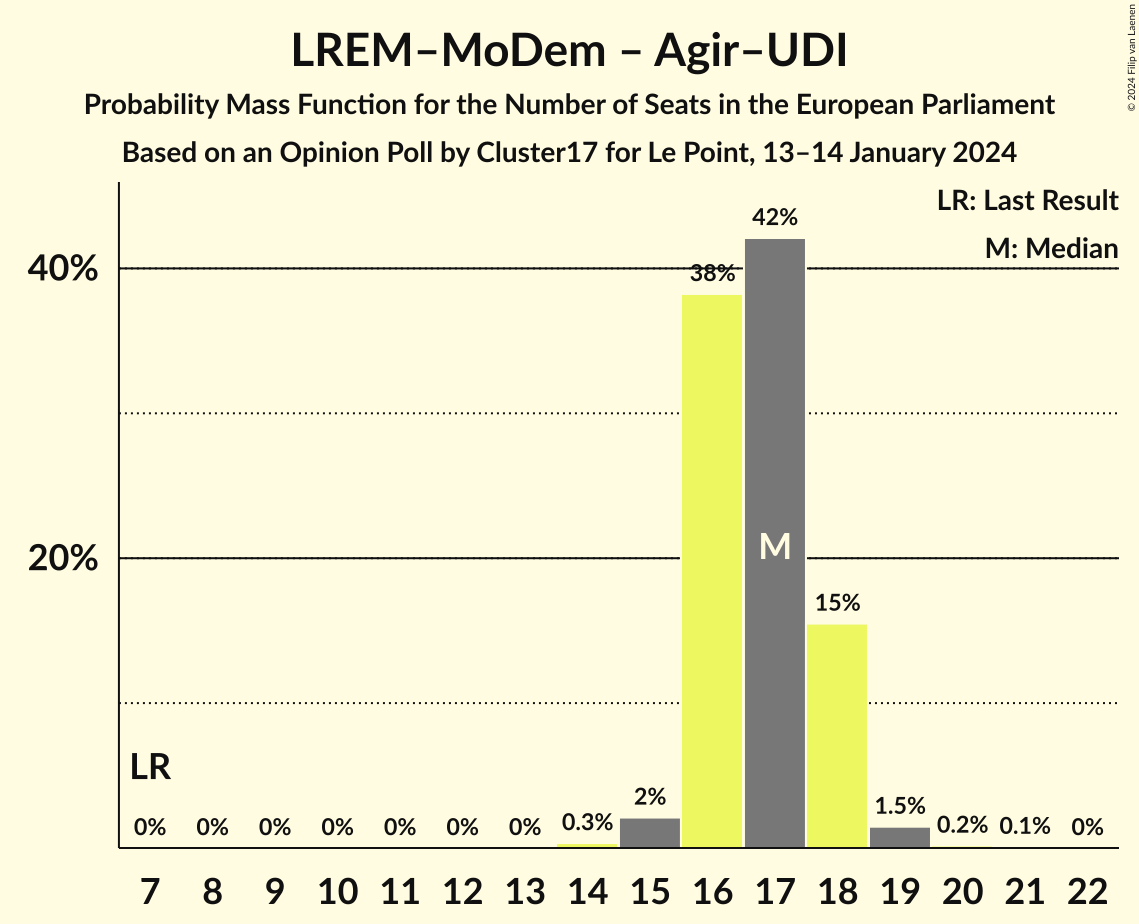 LREM–MoDem – Agir–UDI
Probability Mass Function for the Number of Seats in the European Parliament
Based on an Opinion Poll by Cluster17 for Le Point, 13–14 January 2024
© 2024 Filip van Laenen
LR: Last Result
M: Median
42%
40%
38%
M
20%
15%
LR
2%
1.5%
0% 0% 0% 0% 0% 0% 0% 0.3% 0.2% 0.1% 0%
7 8 9 10 11 12 13 14 15 16 17 18 19 20 21 22